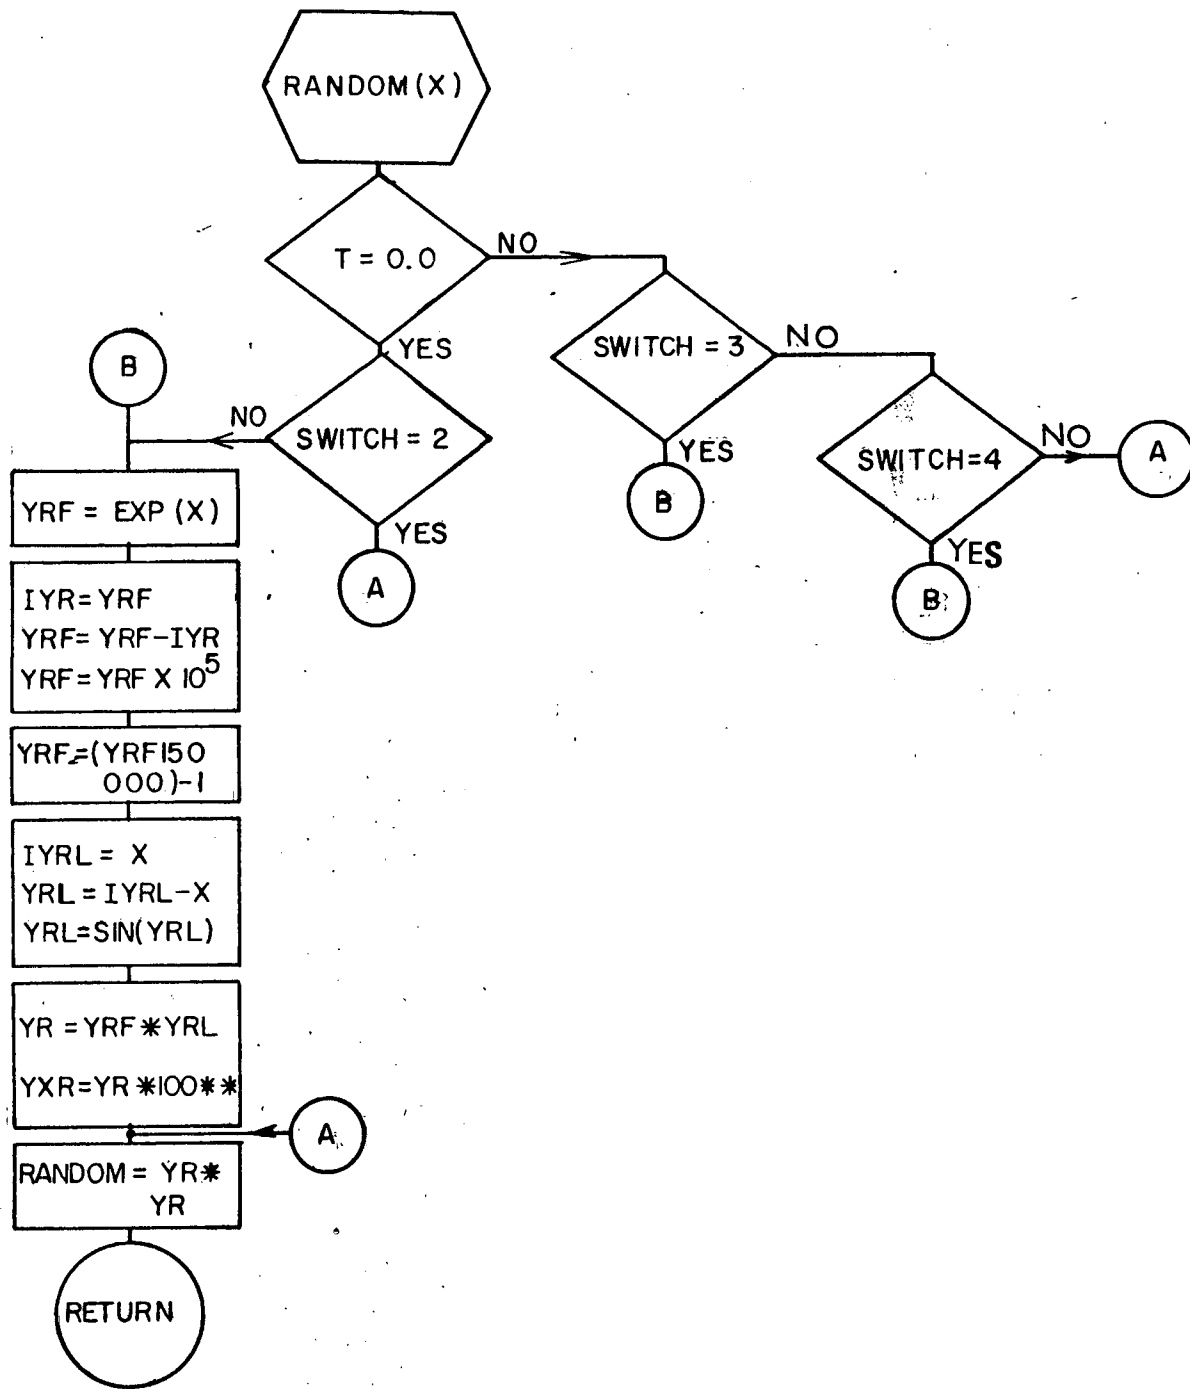 RANDOM(X)
T = 0.0
NO
YES
SWITCH = 3
NO
YES
B
SWITCH=4
NO
A
YES
B
SWITCH = 2
NO
YES
A
B
YRF = EXP (X)
IYR=YRF
YRF= YRF-IYR
YRF=YRF X 10⁵
YRF=(YRF150
000)-1
IYRL = X
YRL = IYRL-X
YRL=SIN(YRL)
YR = YRF*YRL
YXR=YR *100**
A
RANDOM= YR*
YR
RETURN